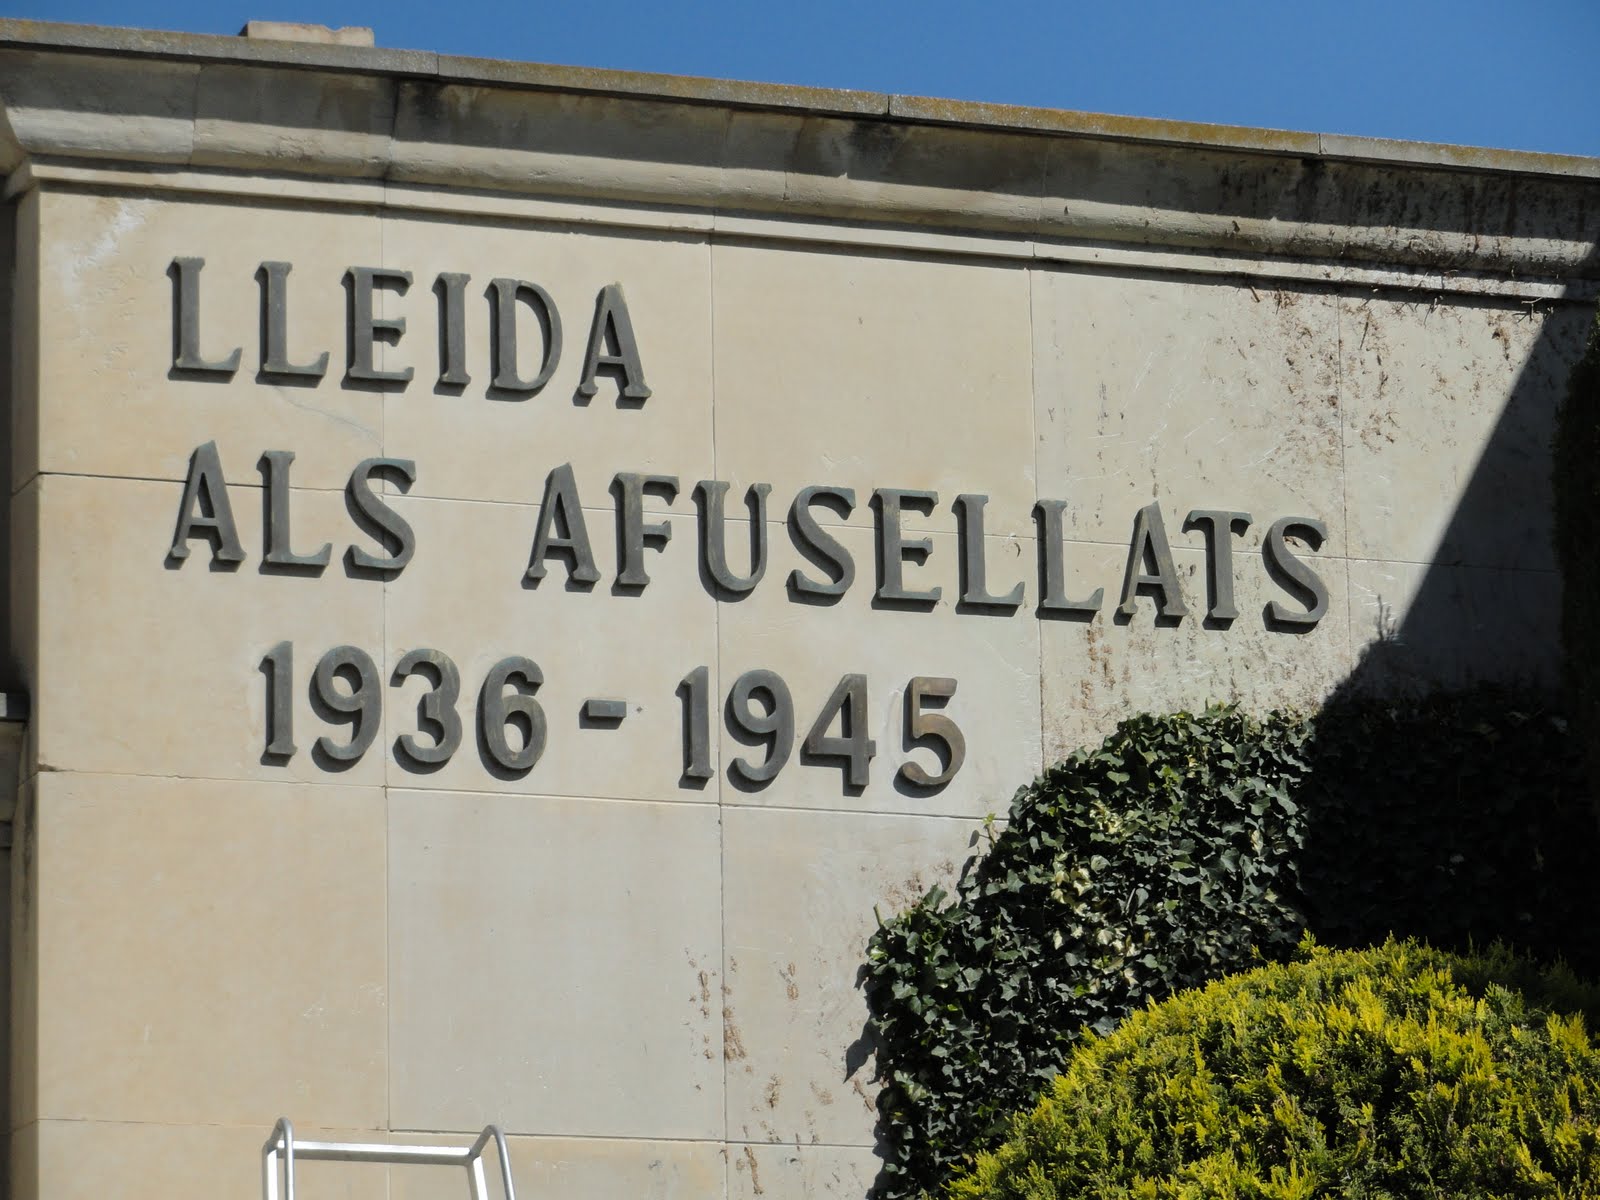 LLEIDA
ALS AFUSELLATS
1936-1945